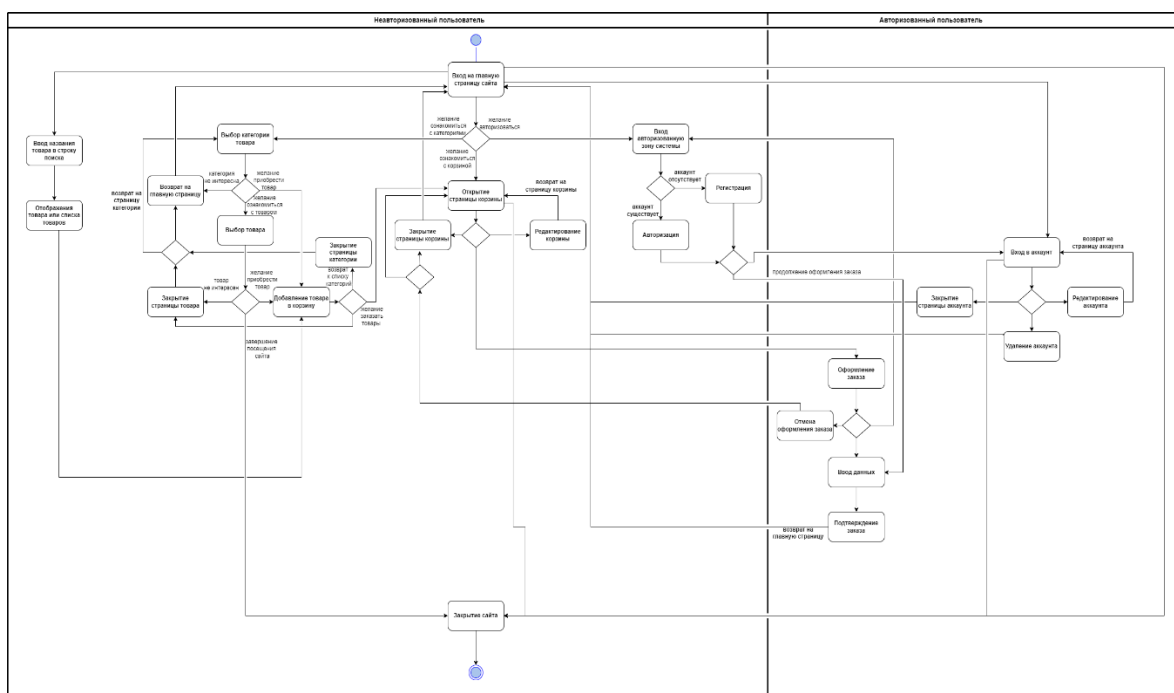 Неавторизованный пользователь
Авторизованный пользователь
Вход на главную
страницу сайта
желание
ознакомиться
с категориями
желание
авторизоваться
Выбор категории
товара
Вход
авторизованную
зону системы
Ввод названия
товара в строку
поиска
желание
ознакомиться
с корзиной
категория
не интересна
желание
приобрести
товар
возврат на
страницу
категории
Возврат на
главную страницу
Открытие
страницы корзины
возврат на
страницу корзины
аккаунт
отсутствует
Регистрация
желание
ознакомиться
с товаром
Отображения
товара или списка
товаров
аккаунт
существует
Выбор товара
Закрытие
страницы корзины
Редактирование
корзины
Авторизация
Закрытие
страницы
категории
Вход в аккаунт
возврат на
страницу аккаунта
товар
не интересен
желание
приобрести
товар
возврат
к списку
категорий
продолжение оформления заказа
Закрытие
страницы товара
Добавление товара
в корзину
желание
заказать
товары
Закрытие
страницы аккаунта
Редактирование
аккаунта
завершения
посещения
сайта
Удаление аккаунта
Оформление
заказа
Отмена
оформления заказа
Ввод данных
возврат на
главную страницу
Подтверждение
заказа
Закрытие сайта